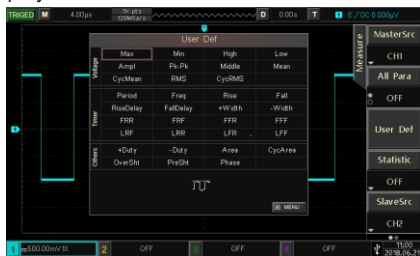 TRIGED M 4.00µs 7K pts 125MSa/s D 0.00s T E/DC 0.000µV
User Def
Voltage
Max Min High Low
Ampl Pk-Pk Middle Mean
CycMean RMS CycRMS
Timer
Period Freq Rise Fall
RiseDelay FallDelay +Width -Width
FRR FRF FFR FFF
LRF LRR LFR LFF
Others
+Duty -Duty Area CycArea
OverSht PreSht Phase
MENU
Measure
MasterSrc
CH1
All Para
OFF
User Def
Statistic
OFF
SlaveSrc
CH2
1 500.00mV 1X 2 OFF 3 OFF 4 OFF
11:00
2018.06.21